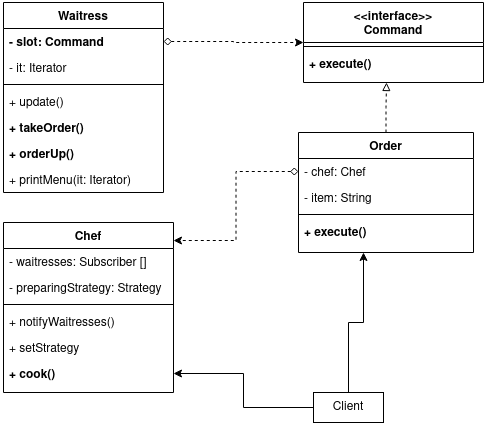 Waitress
- slot: Command
- it: Iterator
+ update()
+ takeOrder()
+ orderUp()
+ printMenu(it: Iterator)
<<interface>>
Command
+ execute()
Order
- chef: Chef
- item: String
+ execute()
Chef
- waitresses: Subscriber []
- preparingStrategy: Strategy
+ notifyWaitresses()
+ setStrategy
+ cook()
Client